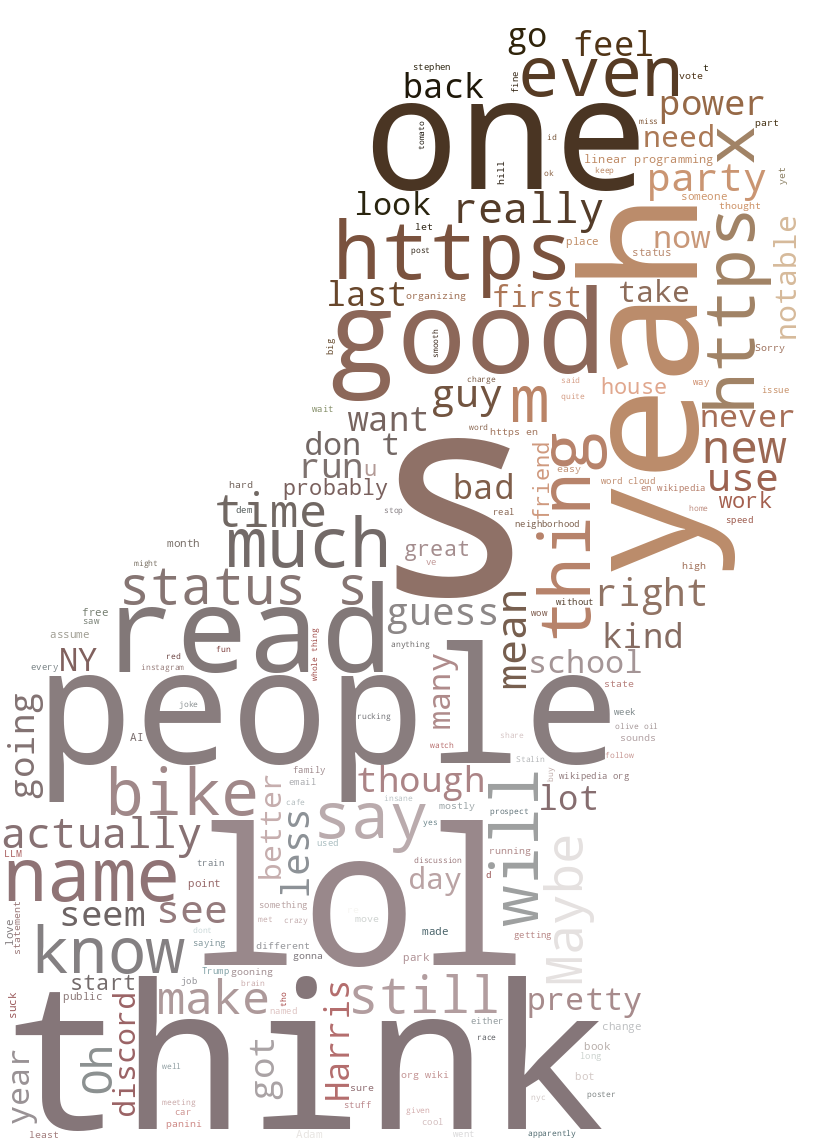 go
feel
stephen
even
t
vote
back
fine
one
power
part
tomato
miss
x
id
need
linear programming
keep
hill
ok
party
yet
someone
thought
look
really
let
https
post
place
now
status
https
notable
yeah
last
organizing
first
take
good
big
smooth
Sorry
charge
said
quite
house
way
issue
guy
m
wait
want
word
https en
never
don t
s
thing
new
run
u
probably
bad
friend
easy
word cloud
en wikipedia
use
hard
dem
time
stop
real
neighborhood
work
home
speed
month
much
great
ve
might
high
status s
read
guess
mean
without
wow
right
free
saw
assume
fun
whole thing
anything
kind
every
NY
red
instagram
people
many
school
state
going
joke
rucking
week
olive oil
AI
share
sounds
watch
Stalin
follow
bike
better
family
email
though
buy
wikipedia org
will
lot
insane
cafe
less
say
mostly
prospect
actually
yes
used
LLM
name
train
point
lol
discussion
d
running
Maybe
day
love
statement
seem
see
something
met
crazy
move
made
getting
know
dont
saying
different
gonna
park
start
Trump
gooning
job
brain
suck
public
discord
make
tho
named
Harris
still
pretty
think
either
race
change
year
Oh
well
got
book
long
org wiki
bot
meeting
car
panini
sure
stuff
given
cool
nyc
poster
least
Adam
went
apparently